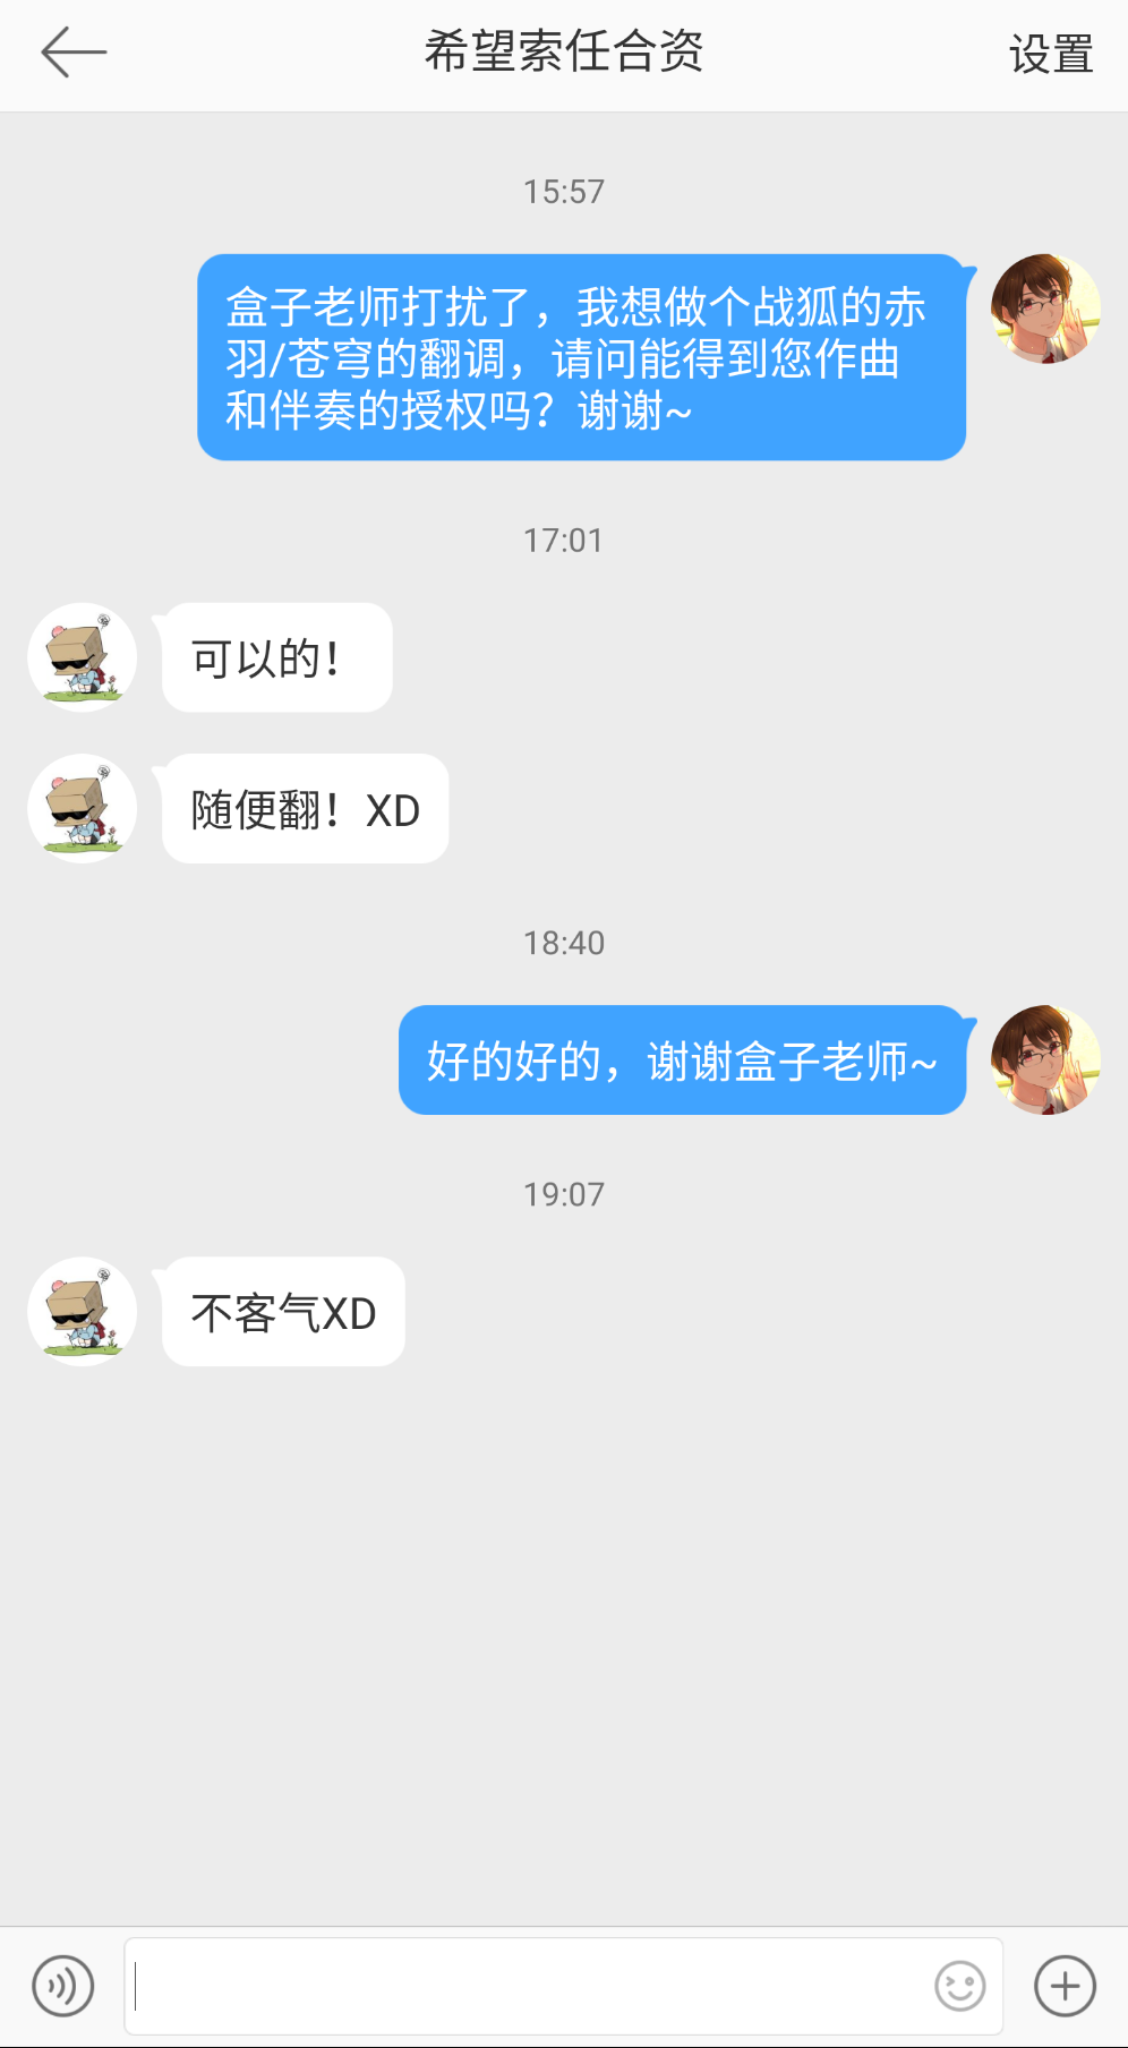 希望索任合资
设置
15:57
盒子老师打扰了，我想做个战狐的赤
羽/苍穹的翻调，请问能得到您作曲
和伴奏的授权吗？谢谢~
17:01
可以的！
随便翻！XD
18:40
好的好的，谢谢盒子老师~
19:07
不客气XD